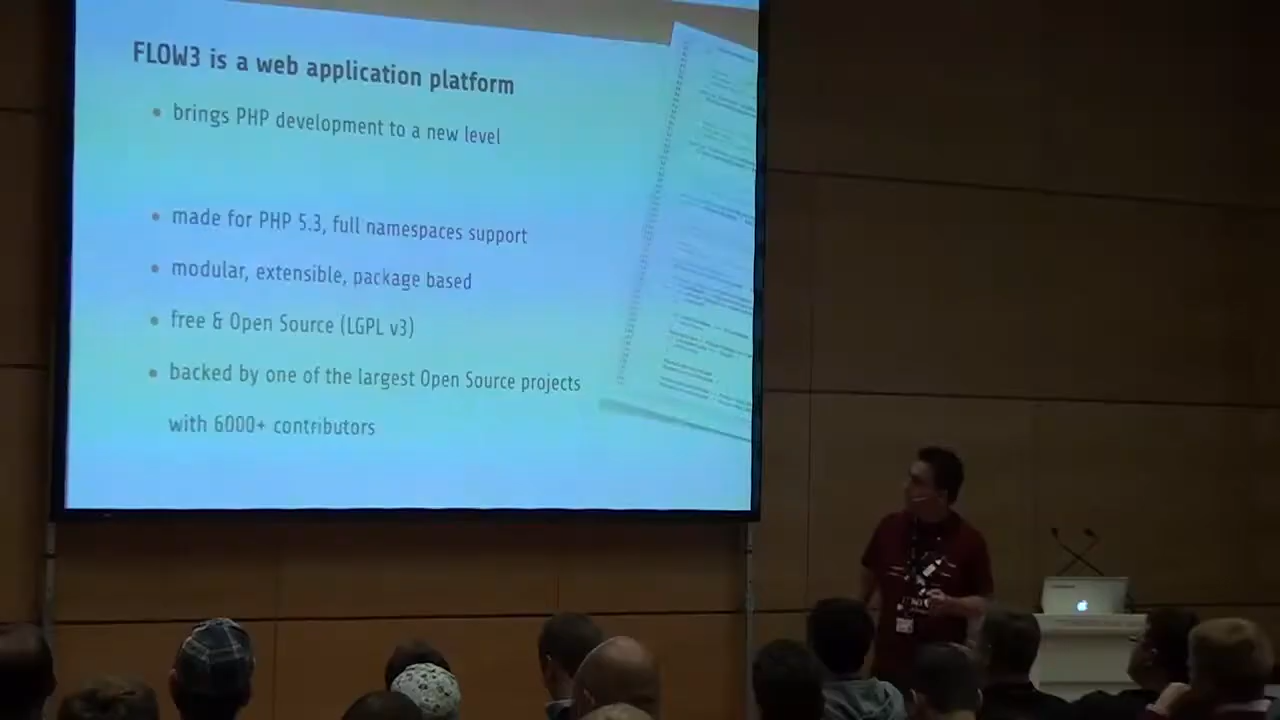 FLOW3 is a web application platform
• brings PHP development to a new level
• made for PHP 5.3, full namespaces support
• modular, extensible, package based
• free & Open Source (LGPL v3)
• backed by one of the largest Open Source projects
with 6000+ contributors